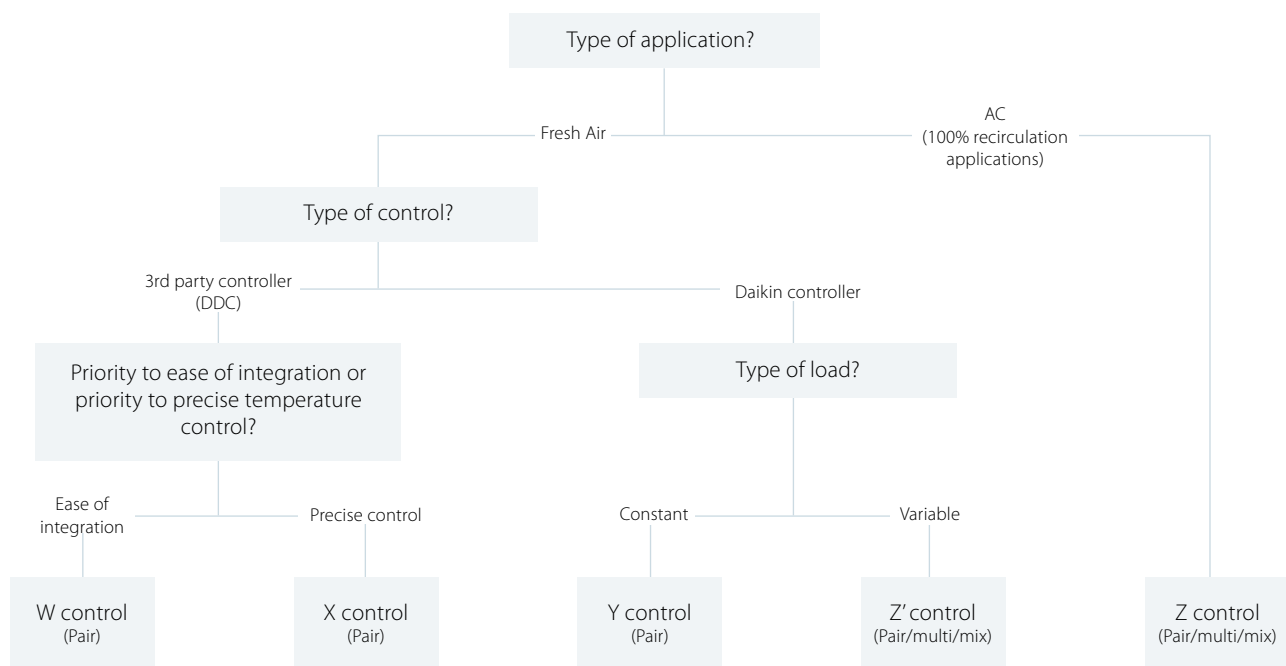 Type of application?
Fresh Air
AC
(100% recirculation
applications)
Type of control?
3rd party controller
(DDC)
Daikin controller
Priority to ease of integration or
priority to precise temperature
control?
Type of load?
Ease of
integration
Precise control
Constant
Variable
W control
(Pair)
X control
(Pair)
Y control
(Pair)
Z’ control
(Pair/multi/mix)
Z control
(Pair/multi/mix)